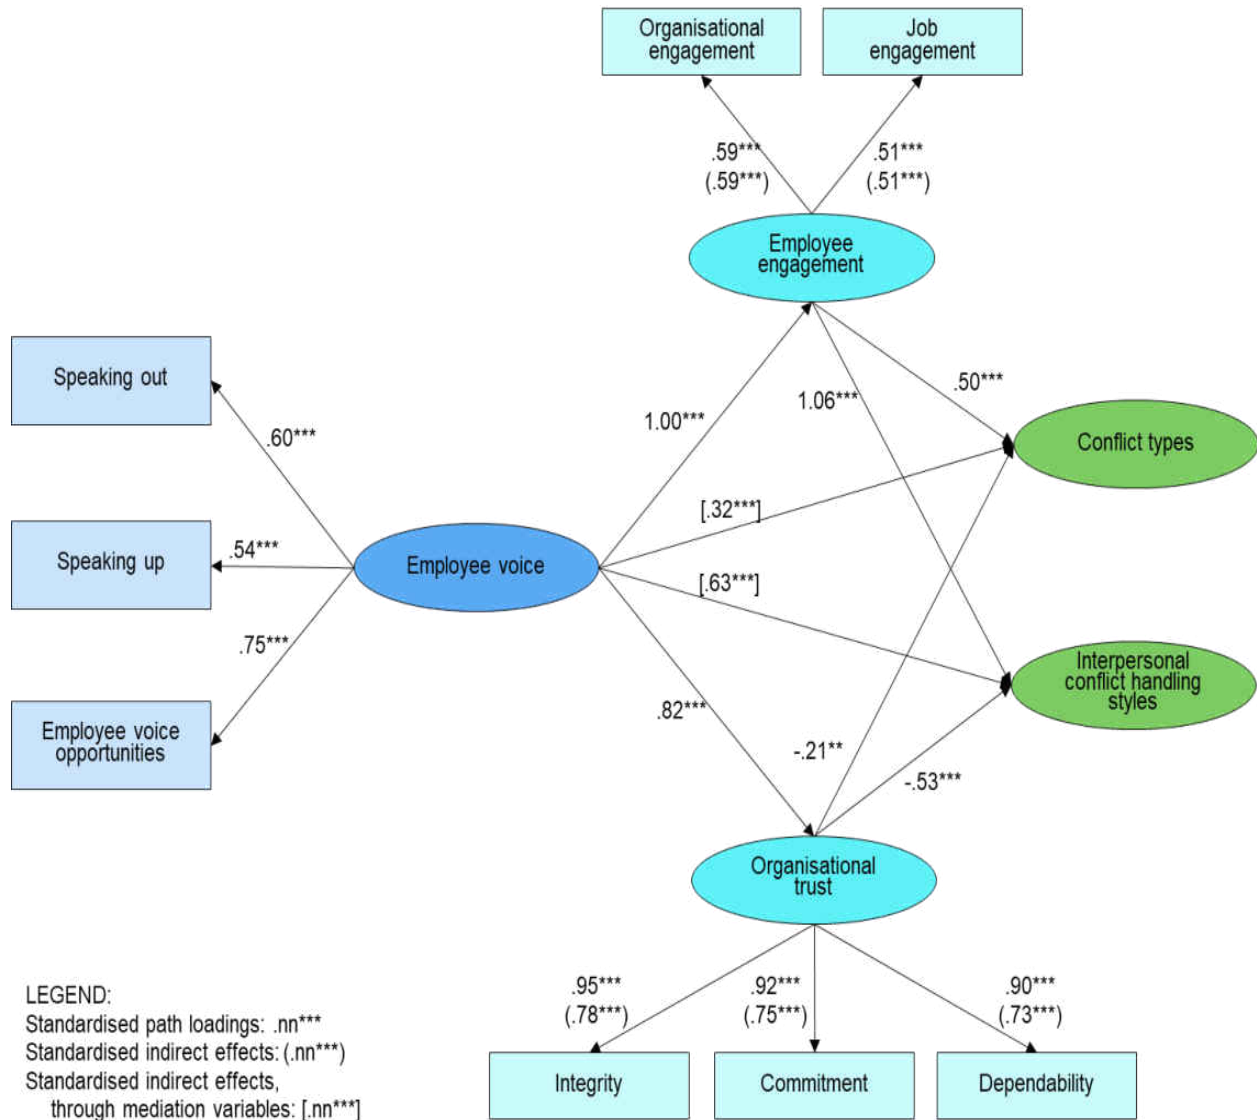 Organisational
engagement
Job
engagement
.59***
(.59***)
.51***
(.51***)
Employee
engagement
Speaking out
.60***
1.00***
1.06***
.50***
Conflict types
[.32***]
Speaking up
.54***
Employee voice
[.63***]
.75***
Interpersonal
conflict handling
styles
Employee voice
opportunities
.82***
-.21**
-.53***
Organisational
trust
.95***
(.78***)
.92***
(.75***)
.90***
(.73***)
Integrity
Commitment
Dependability
LEGEND:
Standardised path loadings: .nn***
Standardised indirect effects: (.nn***)
Standardised indirect effects,
through mediation variables: [.nn***]